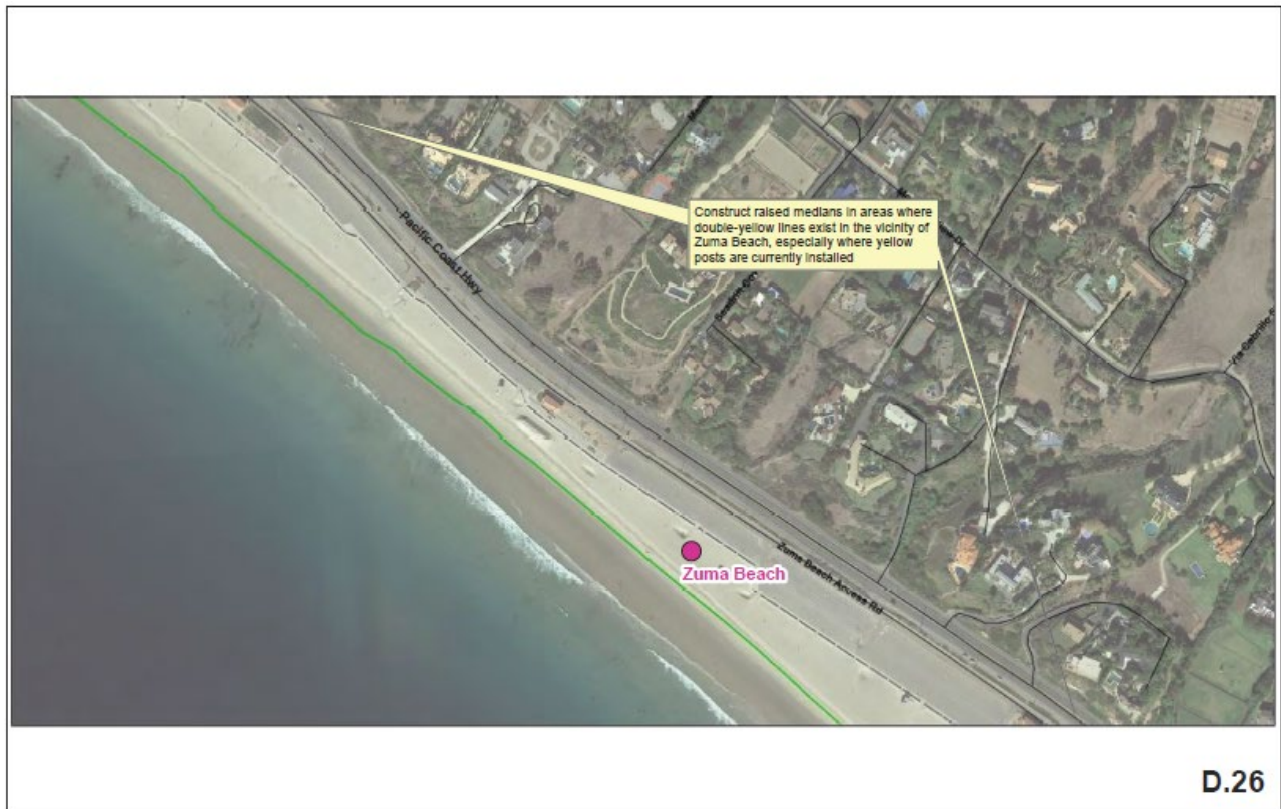 Construct raised medians in areas where
double-yellow lines exist in the vicinity of
Zuma Beach, especially where yellow
posts are currently installed
Pacific Coast Hwy
Zuma Beach
Zuma Beach Access Rd
D.26